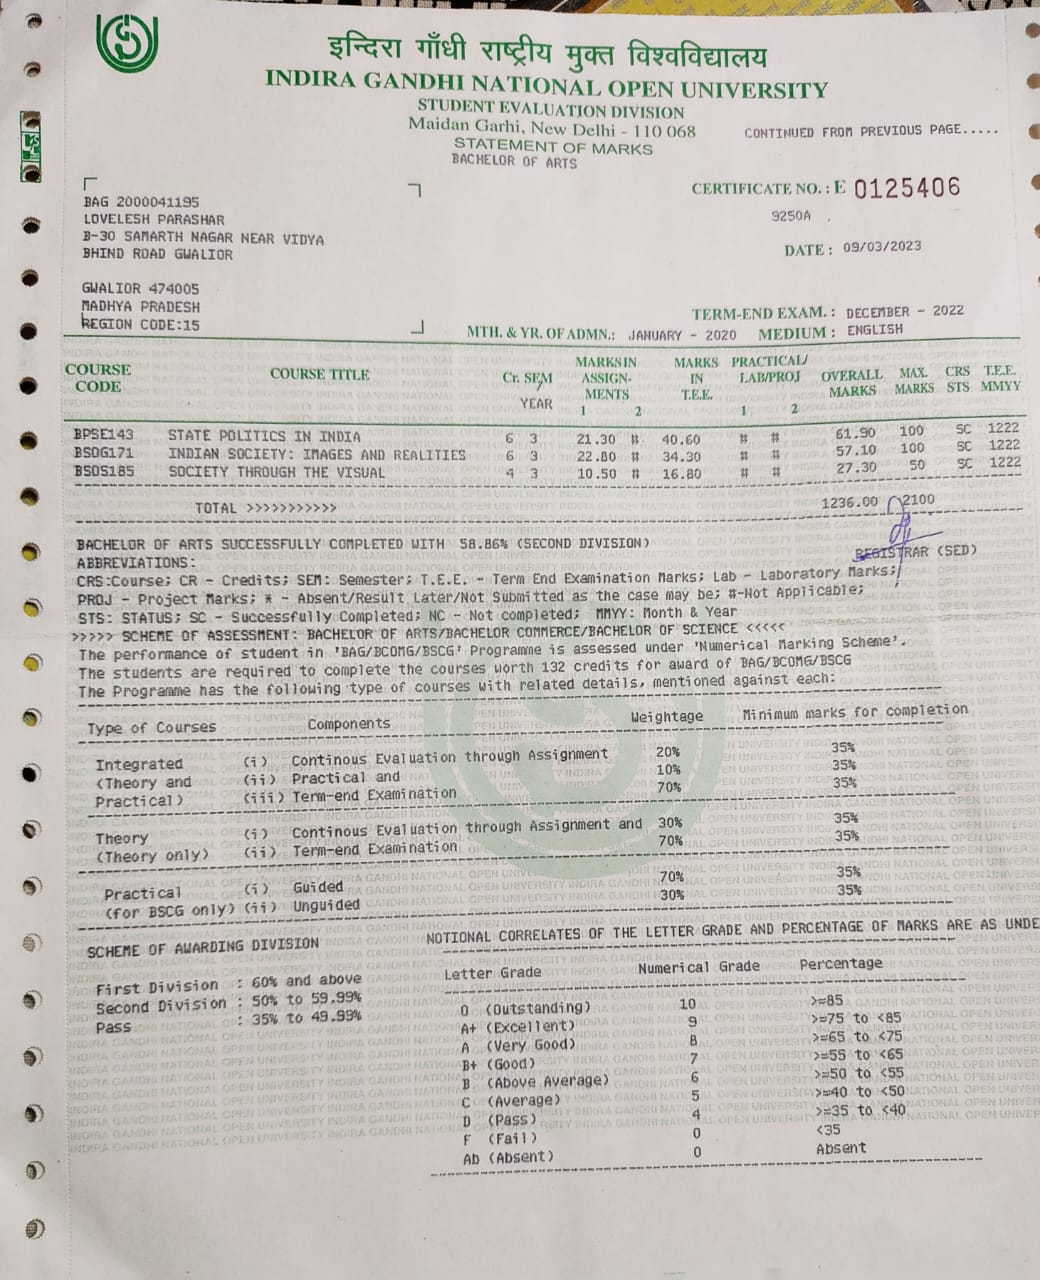 इन्दिरा गाँधी राष्ट्रीय मुक्त विश्वविद्यालय
INDIRA GANDHI NATIONAL OPEN UNIVERSITY
STUDENT EVALUATION DIVISION
Maidan Garhi, New Delhi - 110 068
CONTINUED FROM PREVIOUS PAGE.....
STATEMENT OF MARKS
BACHELOR OF ARTS
CERTIFICATE NO. : E 0125406
9250A .
DATE : 09/03/2023
BAG 2000041195
LOVELESH PARASHAR
B-30 SAMARTH NAGAR NEAR VIDYA
BHIND ROAD GWALIOR
GWALIOR 474005
MADHYA PRADESH
REGION CODE:15
TERM-END EXAM. : DECEMBER - 2022
MTH. & YR. OF ADMN.: JANUARY - 2020 MEDIUM : ENGLISH
COURSE CODE COURSE TITLE Cr. SEM / YEAR MARKS IN ASSIGN- MENTS 1 2 MARKS IN T.E.E. PRACTICAL/ LAB/PROJ 1 2 OVERALL MARKS MAX. MARKS CRS STS T.E.E. MMYY
BPSE143 STATE POLITICS IN INDIA 6 3 21.30 # 40.60 # # 61.90 100 SC 1222
BSOG171 INDIAN SOCIETY: IMAGES AND REALITIES 6 3 22.80 # 34.30 # # 57.10 100 SC 1222
BSOS185 SOCIETY THROUGH THE VISUAL 4 3 10.50 # 16.80 # # 27.30 50 SC 1222
TOTAL >>>>>>>>>>> 1236.00 2100
BACHELOR OF ARTS SUCCESSFULLY COMPLETED WITH 58.86% (SECOND DIVISION)
REGISTRAR (SED)
ABBREVIATIONS:
CRS:Course; CR - Credits; SEM: Semester; T.E.E. - Term End Examination Marks; Lab - Laboratory Marks;
PROJ - Project Marks; * - Absent/Result Later/Not Submitted as the case may be; #-Not Applicable;
STS: STATUS; SC - Successfully Completed; NC - Not completed; MMYY: Month & Year
>>>>> SCHEME OF ASSESSMENT: BACHELOR OF ARTS/BACHELOR COMMERCE/BACHELOR OF SCIENCE <<<<<
The performance of student in 'BAG/BCOMG/BSCG' Programme is assessed under 'Numerical Marking Scheme'.
The students are required to complete the courses worth 132 credits for award of BAG/BCOMG/BSCG
The Programme has the following type of courses with related details, mentioned against each:
Type of Courses Components Weightage Minimum marks for completion
Integrated (i) Continous Evaluation through Assignment 20% 35%
(Theory and (ii) Practical and 10% 35%
Practical) (iii) Term-end Examination 70% 35%
Theory (i) Continous Evaluation through Assignment and 30% 35%
(Theory only) (ii) Term-end Examination 70% 35%
Practical (i) Guided 70% 35%
(for BSCG only) (ii) Unguided 30% 35%
SCHEME OF AWARDING DIVISION
First Division : 60% and above
Second Division : 50% to 59.99%
Pass : 35% to 49.99%
NOTIONAL CORRELATES OF THE LETTER GRADE AND PERCENTAGE OF MARKS ARE AS UNDE
Letter Grade Numerical Grade Percentage
O (Outstanding) 10 >=85
A+ (Excellent) 9 >=75 to <85
A (Very Good) 8 >=65 to <75
B+ (Good) 7 >=55 to <65
B (Above Average) 6 >=50 to <55
C (Average) 5 >=40 to <50
D (Pass) 4 >=35 to <40
F (Fail) 0 <35
Ab (Absent) 0 Absent